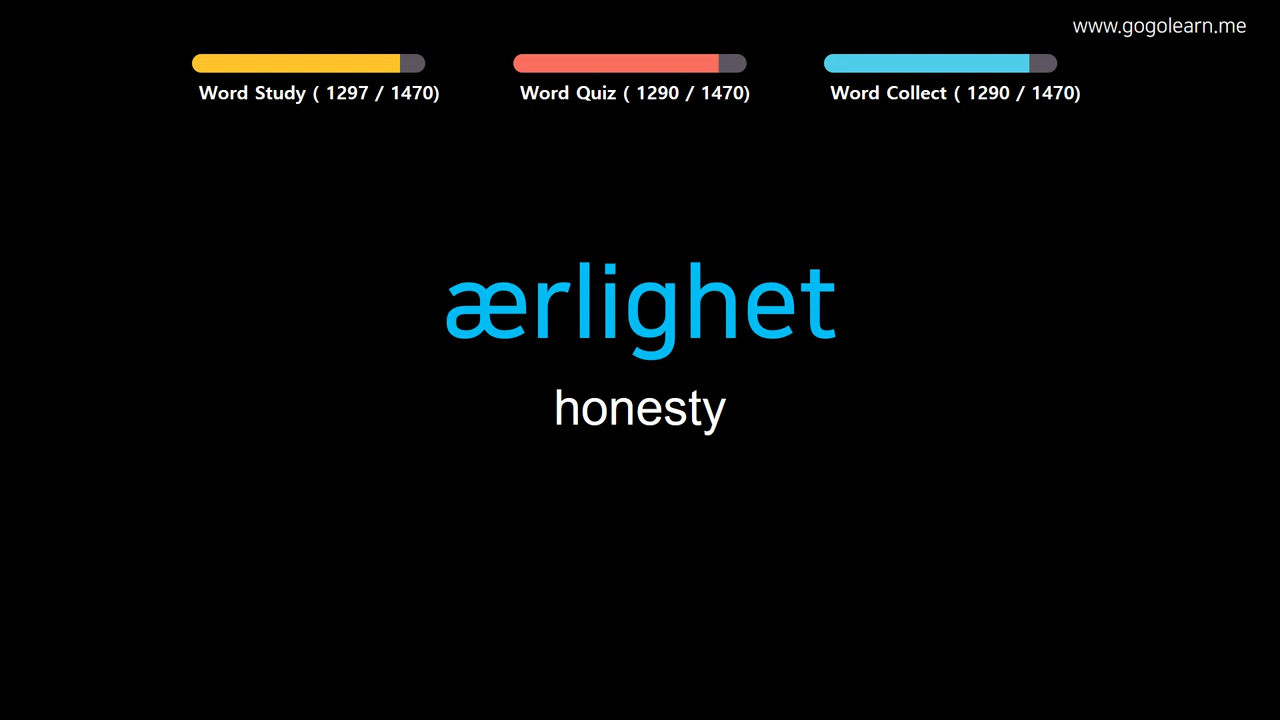 www.gogolearn.me
Word Study ( 1297 / 1470)
Word Quiz ( 1290 / 1470)
Word Collect ( 1290 / 1470)
ærlighet
honesty